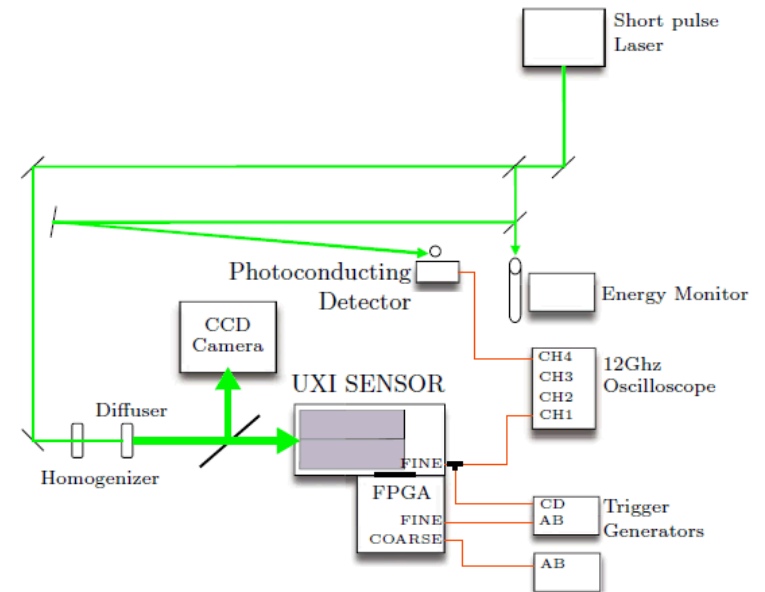 Short pulse
Laser
Photoconducting
Detector
Energy Monitor
CCD
Camera
CH4
CH3
CH2
CH1
12Ghz
Oscilloscope
UXI SENSOR
Diffuser
Homogenizer
FINE
FPGA
FINE
COARSE
CD
AB
Trigger
Generators
AB